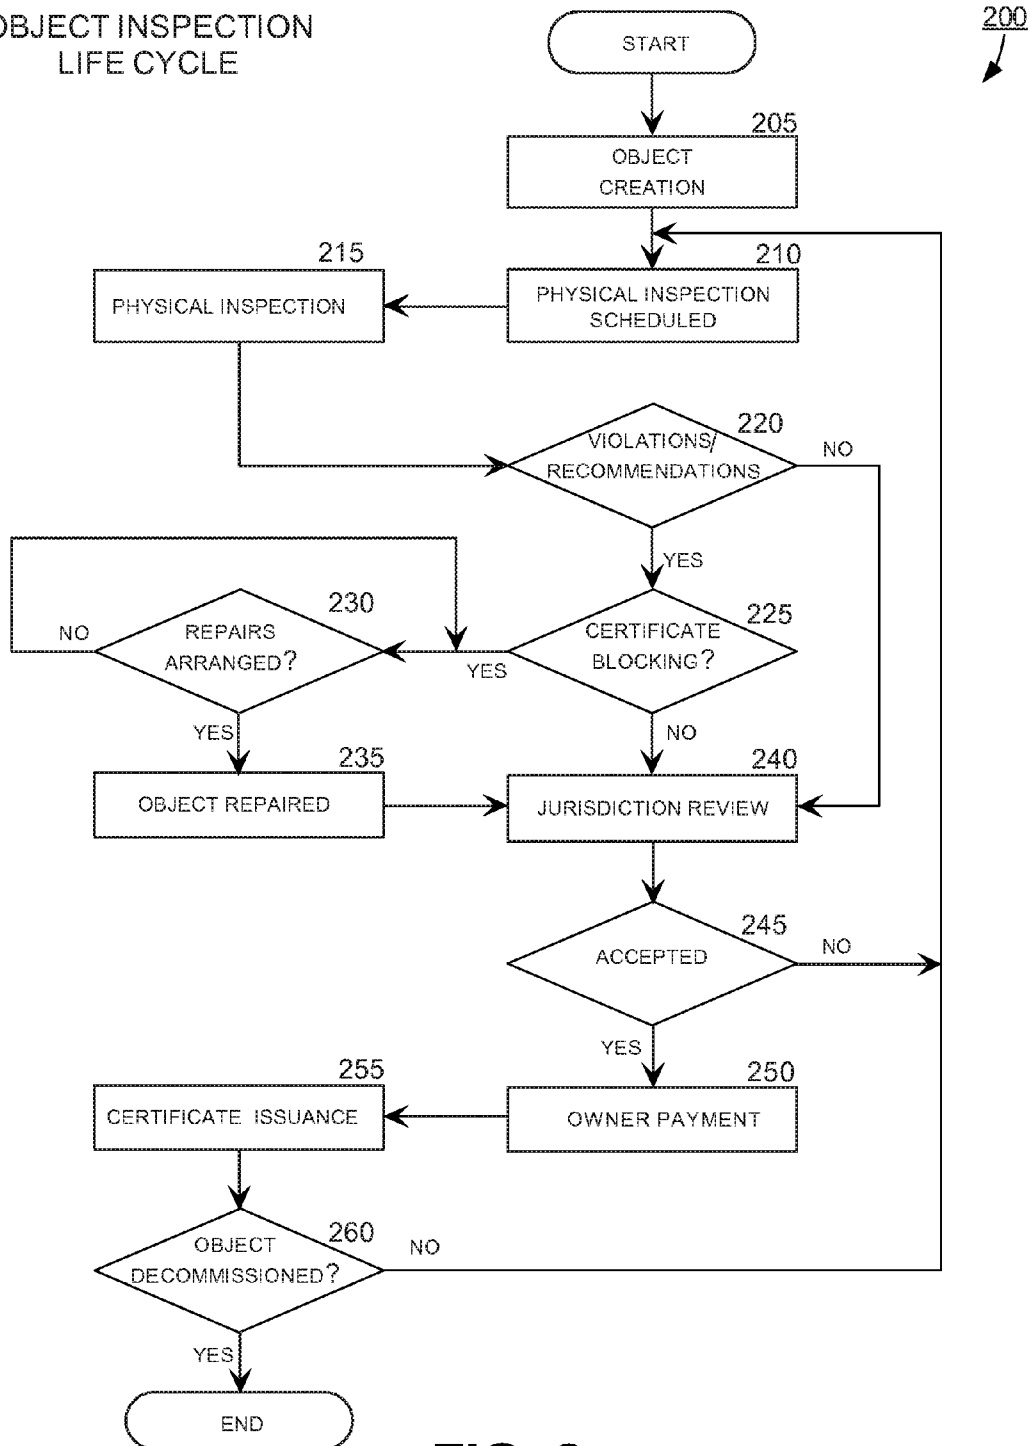 OBJECT INSPECTION
LIFE CYCLE
200
START
205
OBJECT
CREATION
215
210
PHYSICAL INSPECTION
PHYSICAL INSPECTION
SCHEDULED
220
VIOLATIONS/
RECOMMENDATIONS
NO
YES
230
225
NO
REPAIRS
ARRANGED?
CERTIFICATE
BLOCKING?
YES
YES
NO
235
240
OBJECT REPAIRED
JURISDICTION REVIEW
245
ACCEPTED
NO
YES
255
250
CERTIFICATE ISSUANCE
OWNER PAYMENT
260
OBJECT
DECOMMISSIONED?
NO
YES
END